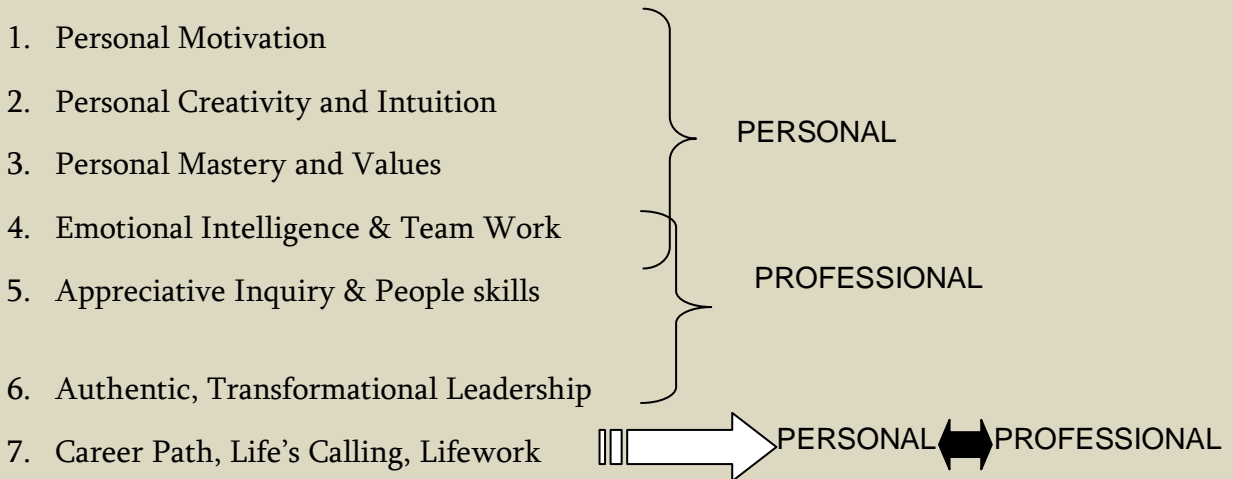 1. Personal Motivation
2. Personal Creativity and Intuition
PERSONAL
3. Personal Mastery and Values
4. Emotional Intelligence & Team Work
PROFESSIONAL
5. Appreciative Inquiry & People skills
6. Authentic, Transformational Leadership
7. Career Path, Life's Calling, Lifework PERSONAL PROFESSIONAL